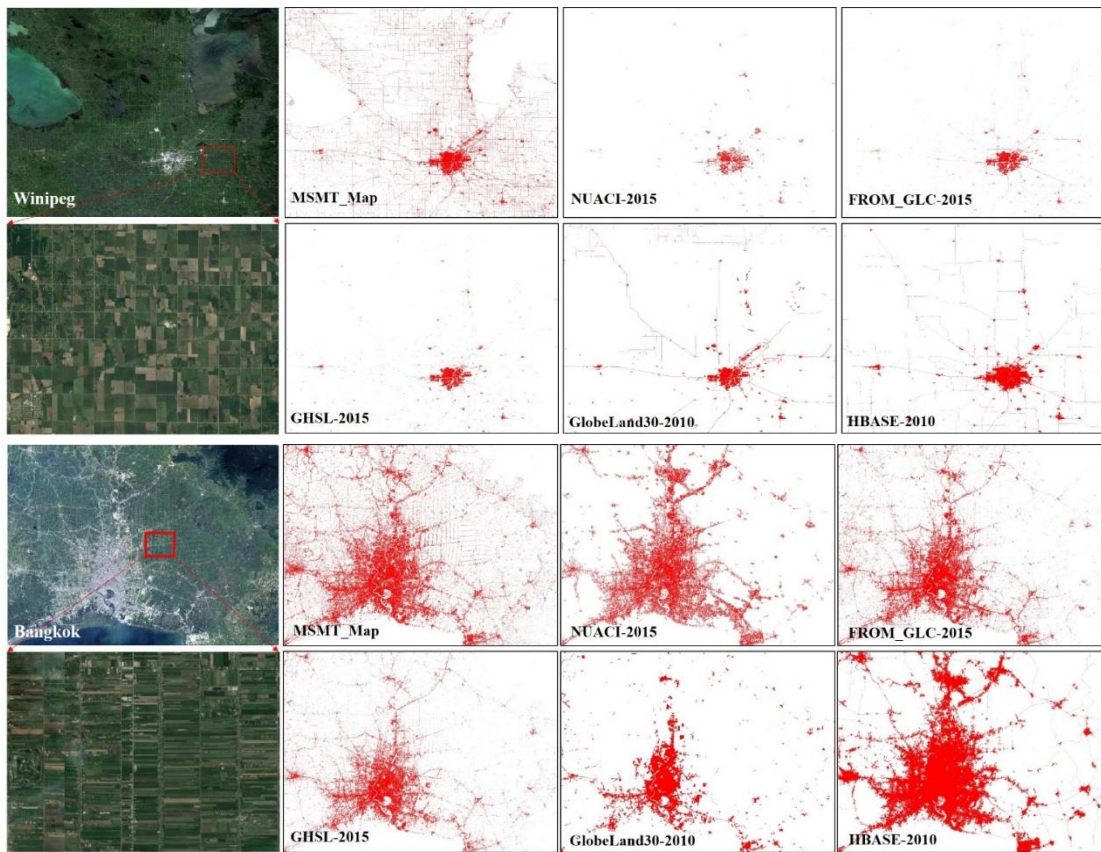 Winipeg
MSMT_Map
NUACI-2015
FROM_GLC-2015
GHSL-2015
GlobeLand30-2010
HBASE-2010
Bangkok
MSMT_Map
NUACI-2015
FROM_GLC-2015
GHSL-2015
GlobeLand30-2010
HBASE-2010